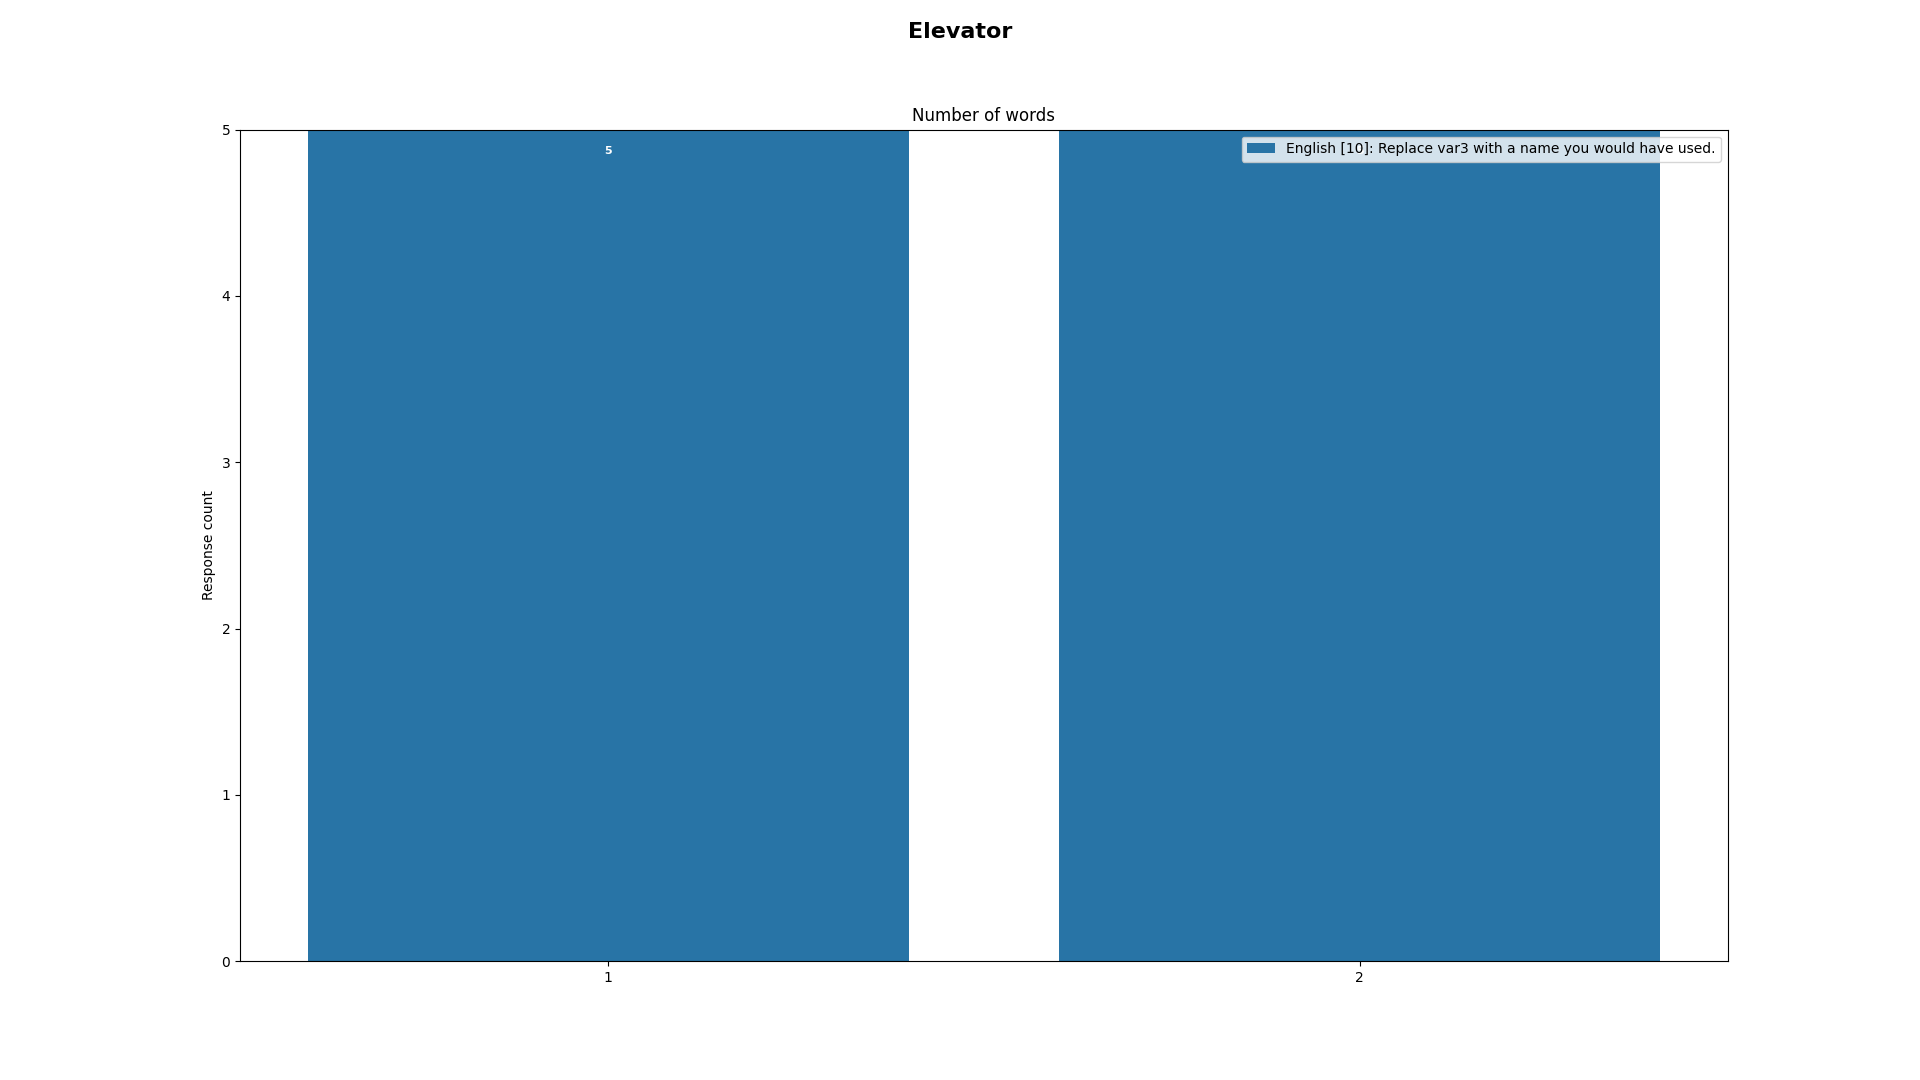 Elevator
Number of words
5
English [10]: Replace var3 with a name you would have used.
5
4
3
2
1
0
Response count
1
2